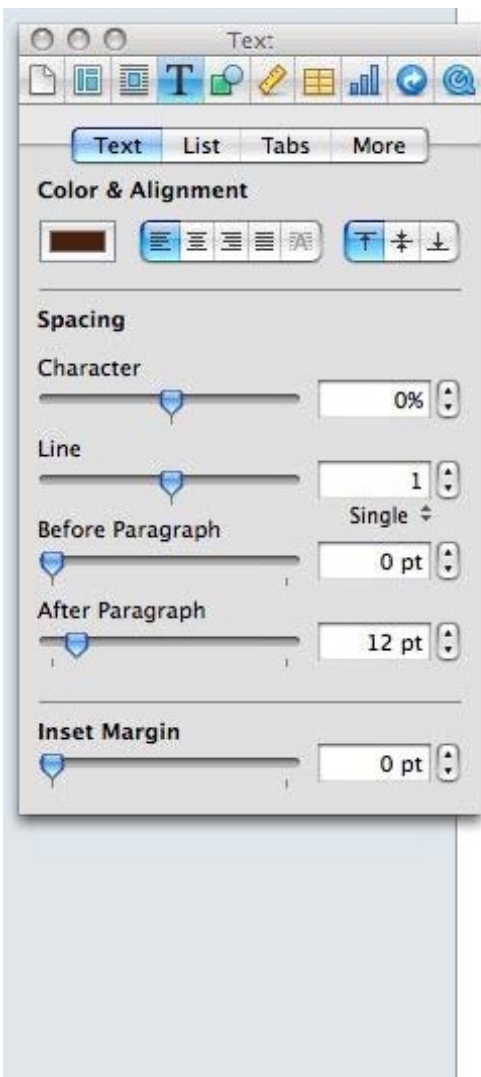 Text
T
Text List Tabs More
Color & Alignment
A
Spacing
Character
0%
Line
1
Single
Before Paragraph
0 pt
After Paragraph
12 pt
Inset Margin
0 pt